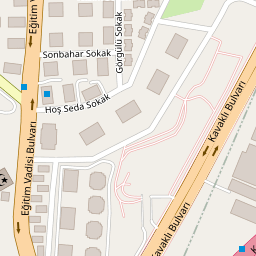 Eğitim V
Sonbahar Sokak
Görgülü Sokak
Kavaklı Bulvarı
Hoş Seda Sokak
Eğitim Vadisi Bulvarı
Kavaklı Bulvarı
K